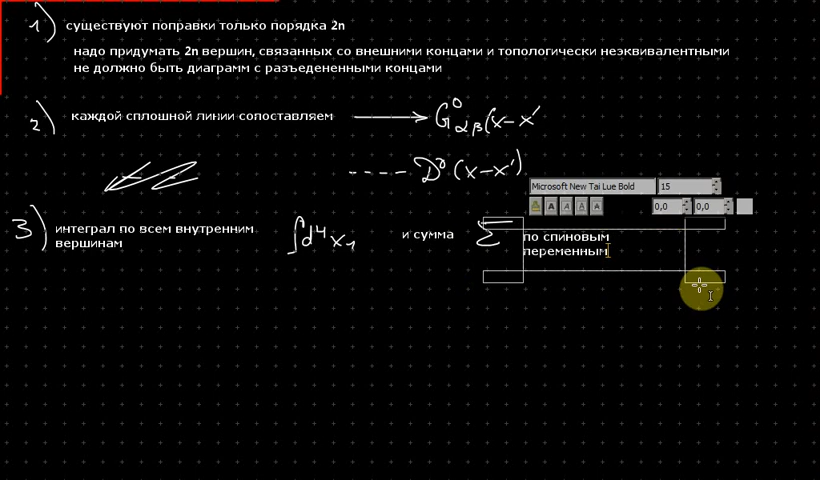 1) существуют поправки только порядка 2n
надо придумать 2n вершин, связанных со внешними концами и топологически неэквивалентными
не должно быть диаграмм с разъедененными концами
2) каждой сплошной линии сопоставляем ⟶ G⁰αβ(x-x'
---- D⁰(x-x')
Microsoft New Tai Lue Bold 15
A A A A 0,0 0,0
3) интеграл по всем внутренним
вершинам ∫d⁴x₁ и сумма Σ по спиновым
переменным